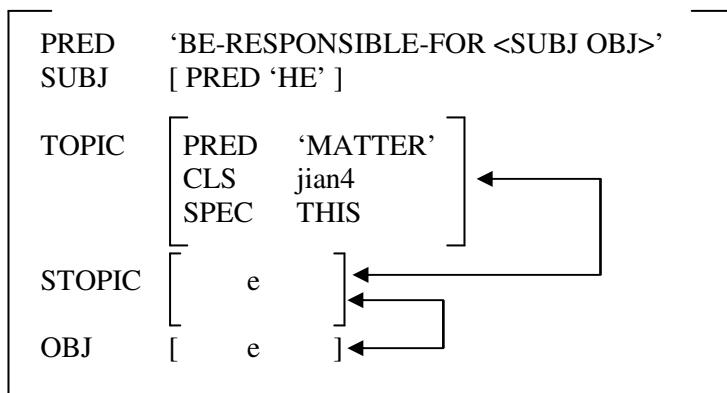 PRED ‘BE-RESPONSIBLE-FOR <SUBJ OBJ>’
SUBJ [ PRED ‘HE’ ]
TOPIC PRED ‘MATTER’
CLS jian4
SPEC THIS
STOPIC e
OBJ [ e ]